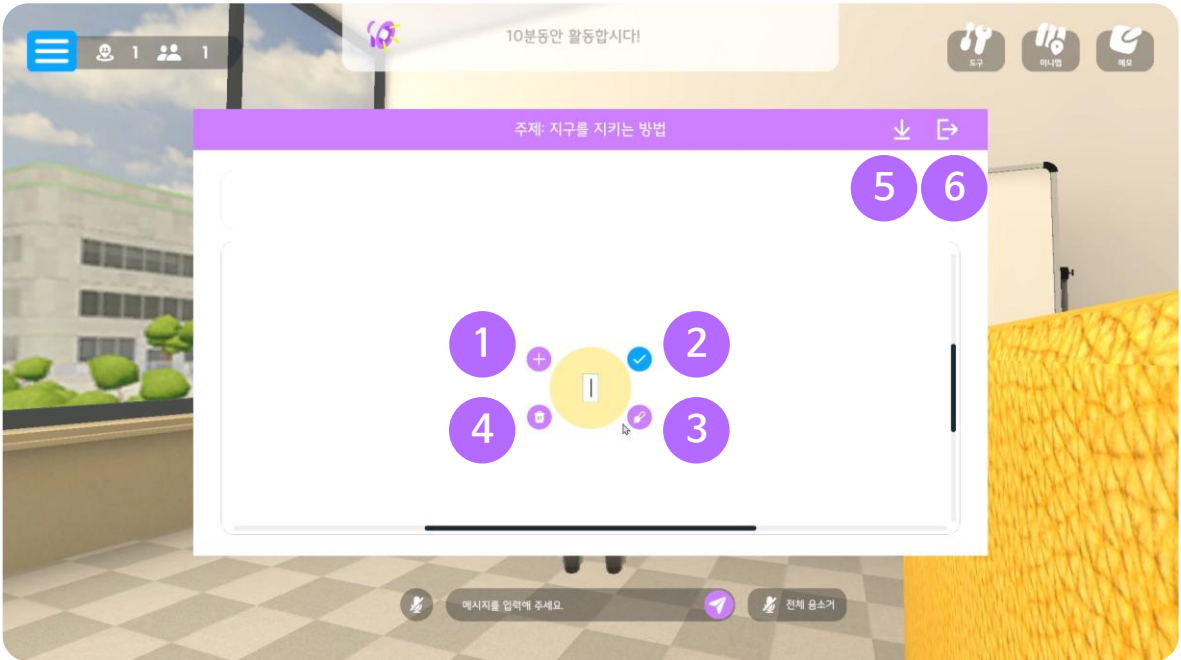 10분동안 활동합시다!
1 1
도구
미니맵
메모
주제: 지구를 지키는 방법
5 6
1 2
4 3
메시지를 입력해 주세요.
전체 음소거